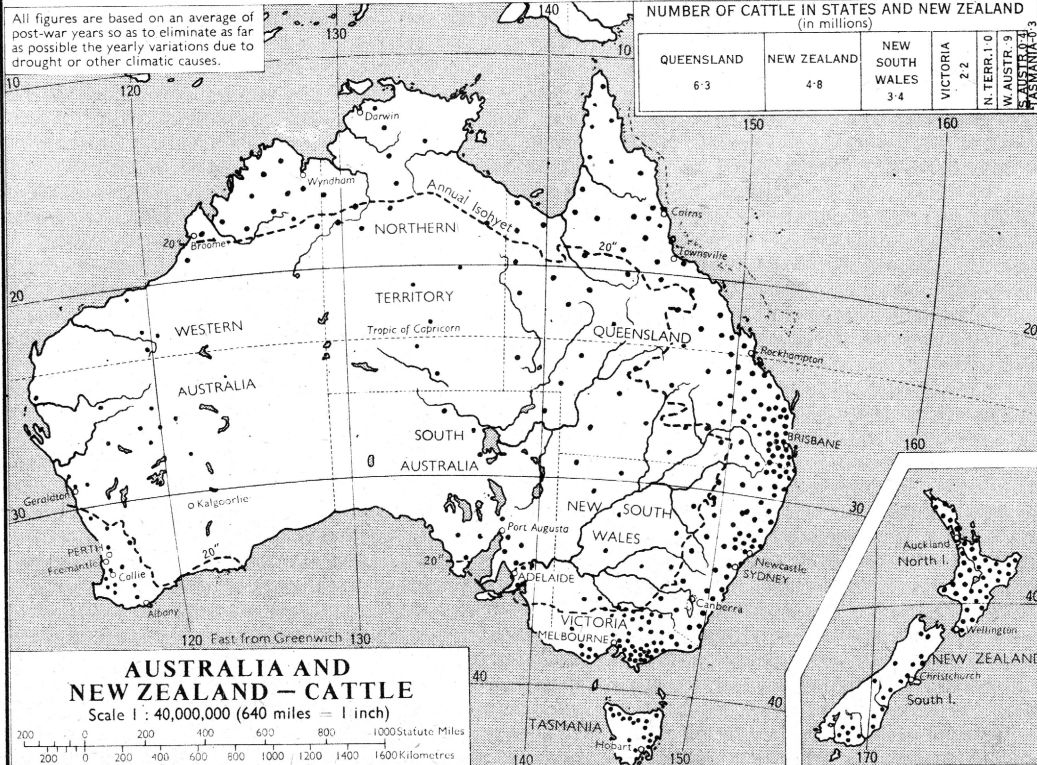 All figures are based on an average of
post-war years so as to eliminate as far
as possible the yearly variations due to
drought or other climatic causes.
NUMBER OF CATTLE IN STATES AND NEW ZEALAND
(in millions)
QUEENSLAND
6·3
NEW ZEALAND
4·8
NEW
SOUTH
WALES
3·4
VICTORIA
2·2
N. TERR. 1·0
W. AUSTR. ·9
S. AUSTR. 0·4
TASMANIA 0·3
130
140
10
10
120
150
160
Darwin
Wyndham
Annual Isohyet
Cairns
20"
Broome
NORTHERN
20"
Townsville
20
TERRITORY
WESTERN
Tropic of Capricorn
QUEENSLAND
20
Rockhampton
AUSTRALIA
SOUTH
BRISBANE
160
AUSTRALIA
Geraldton
Kalgoorlie
30
NEW SOUTH
30
Port Augusta
WALES
Auckland
North I.
PERTH
Fremantle
20"
20"
Newcastle
SYDNEY
Collie
ADELAIDE
Albany
Canberra
40
VICTORIA
MELBOURNE
Wellington
120 East from Greenwich 130
NEW ZEALAND
Christchurch
South I.
AUSTRALIA AND
NEW ZEALAND — CATTLE
Scale 1 : 40,000,000 (640 miles = 1 inch)
40
40
TASMANIA
Hobart
200 0 200 400 600 800 1000 Statute Miles
200 0 200 400 600 800 1000 1200 1400 1600 Kilometres
140
150
170